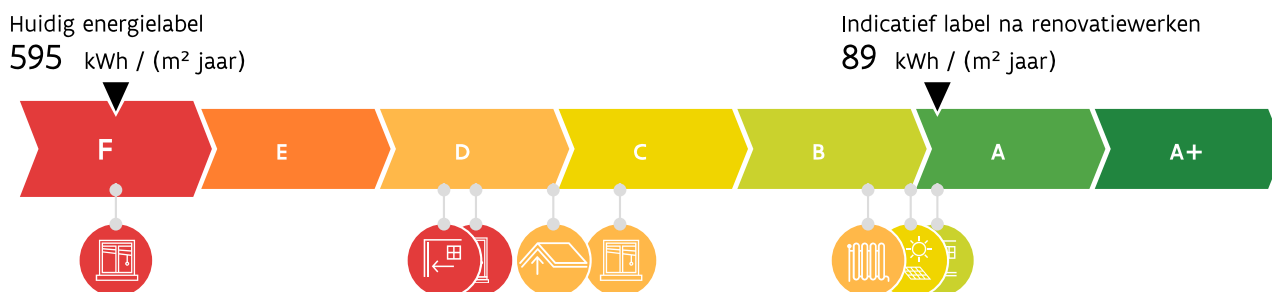 Huidig energielabel
595 kWh / (m² jaar)
Indicatief label na renovatiewerken
89 kWh / (m² jaar)
F E D C B A A+